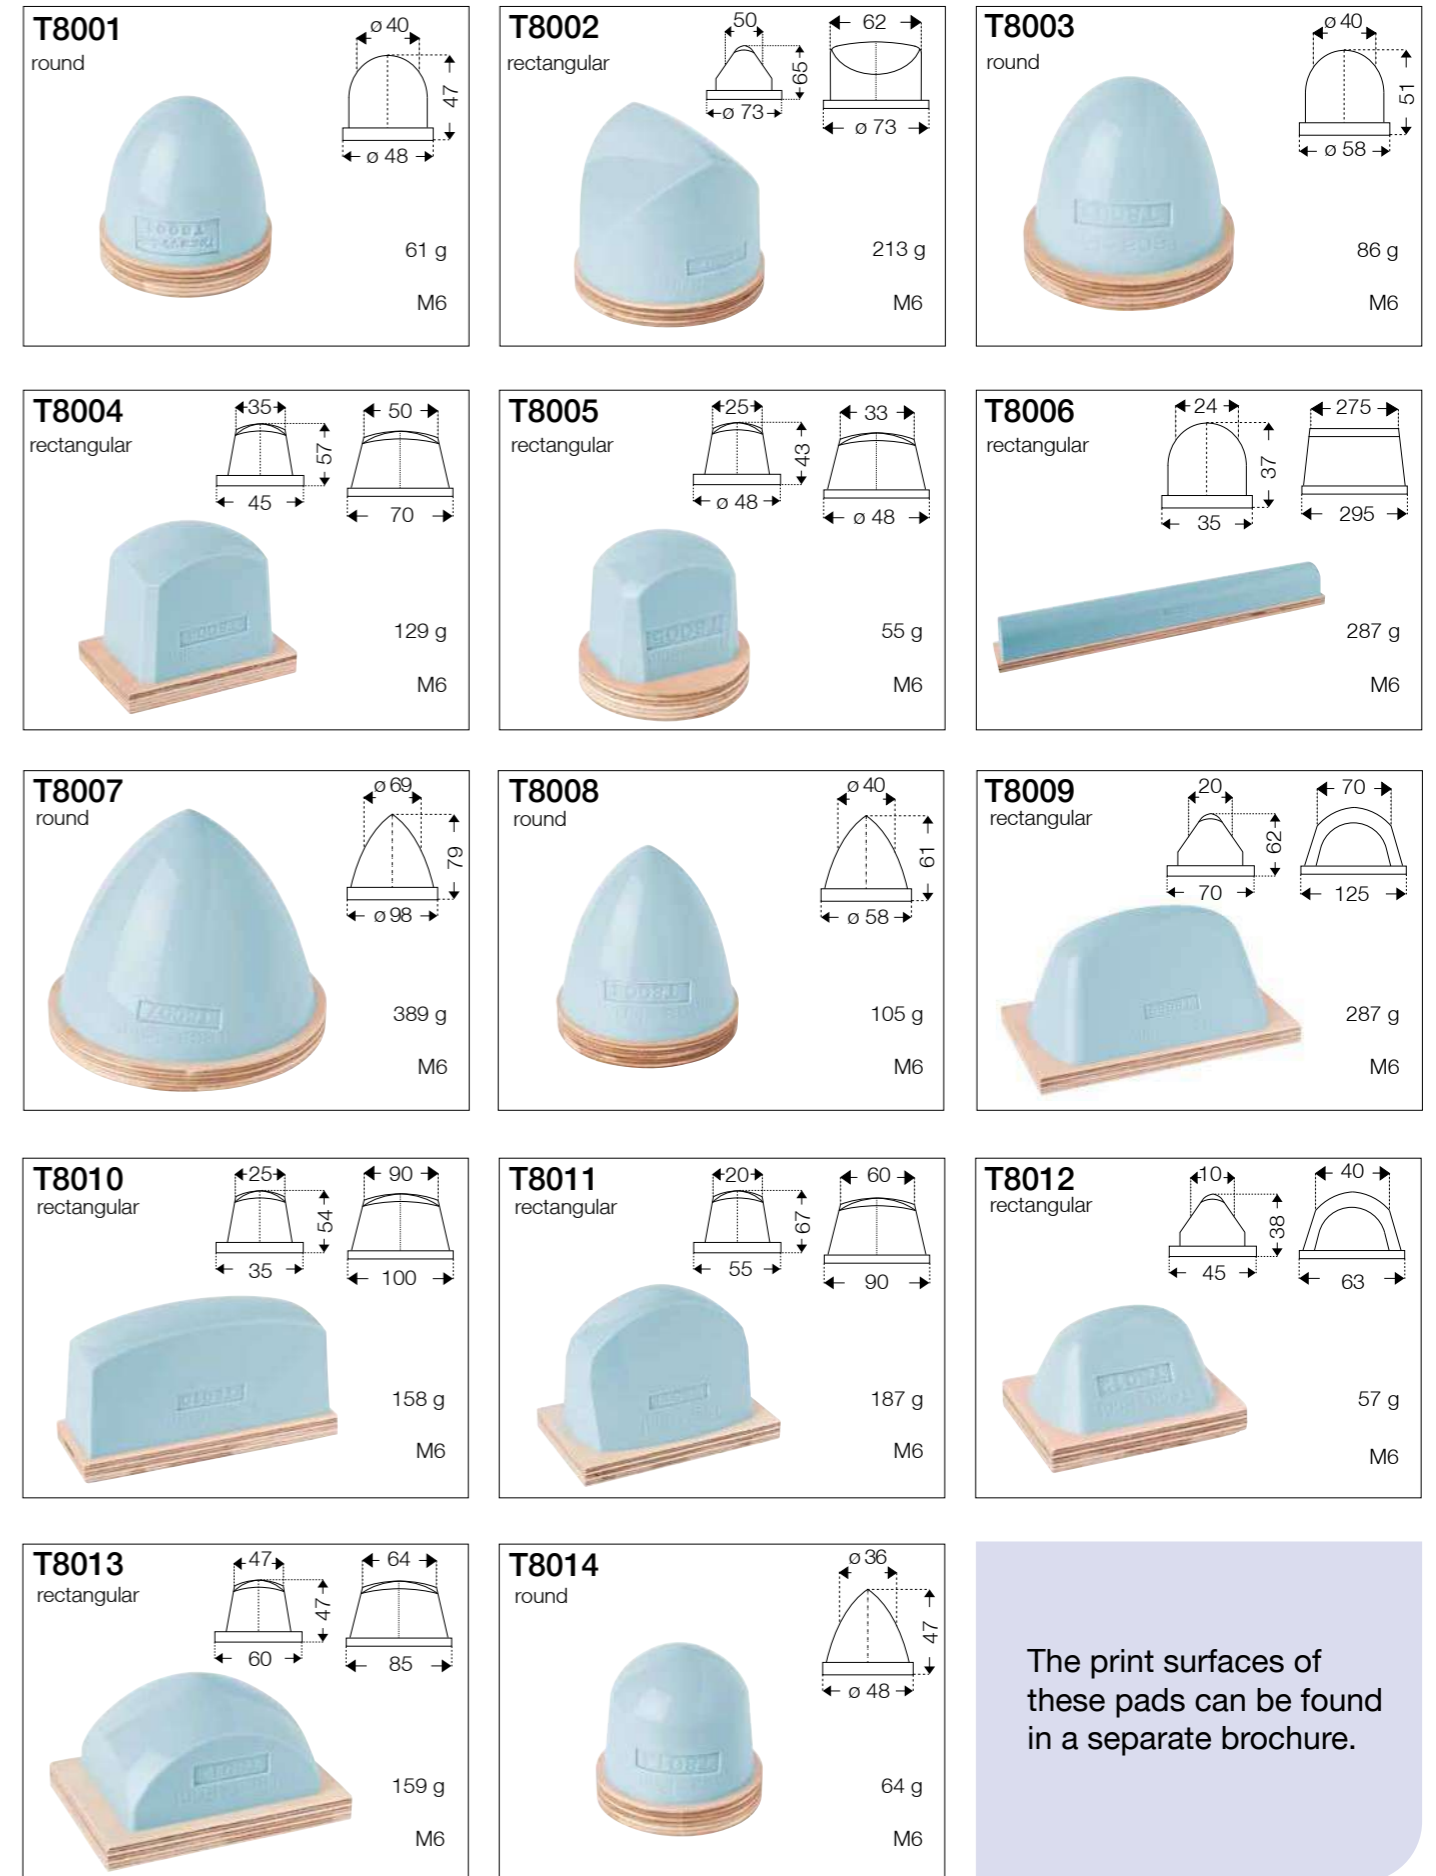 T8001
round
ø 40
47
ø 48
61 g
M6
T8002
rectangular
50
65
ø 73
62
ø 73
213 g
M6
T8003
round
ø 40
51
ø 58
86 g
M6
T8004
rectangular
35
57
45
50
70
129 g
M6
T8005
rectangular
25
43
ø 48
33
ø 48
55 g
M6
T8006
rectangular
24
37
35
275
295
287 g
M6
T8007
round
ø 69
79
ø 98
389 g
M6
T8008
round
ø 40
61
ø 58
105 g
M6
T8009
rectangular
20
62
70
70
125
287 g
M6
T8010
rectangular
25
54
35
90
100
158 g
M6
T8011
rectangular
20
67
55
60
90
187 g
M6
T8012
rectangular
10
38
45
40
63
57 g
M6
T8013
rectangular
47
47
60
64
85
159 g
M6
T8014
round
ø 36
47
ø 48
64 g
M6
The print surfaces of
these pads can be found
in a separate brochure.